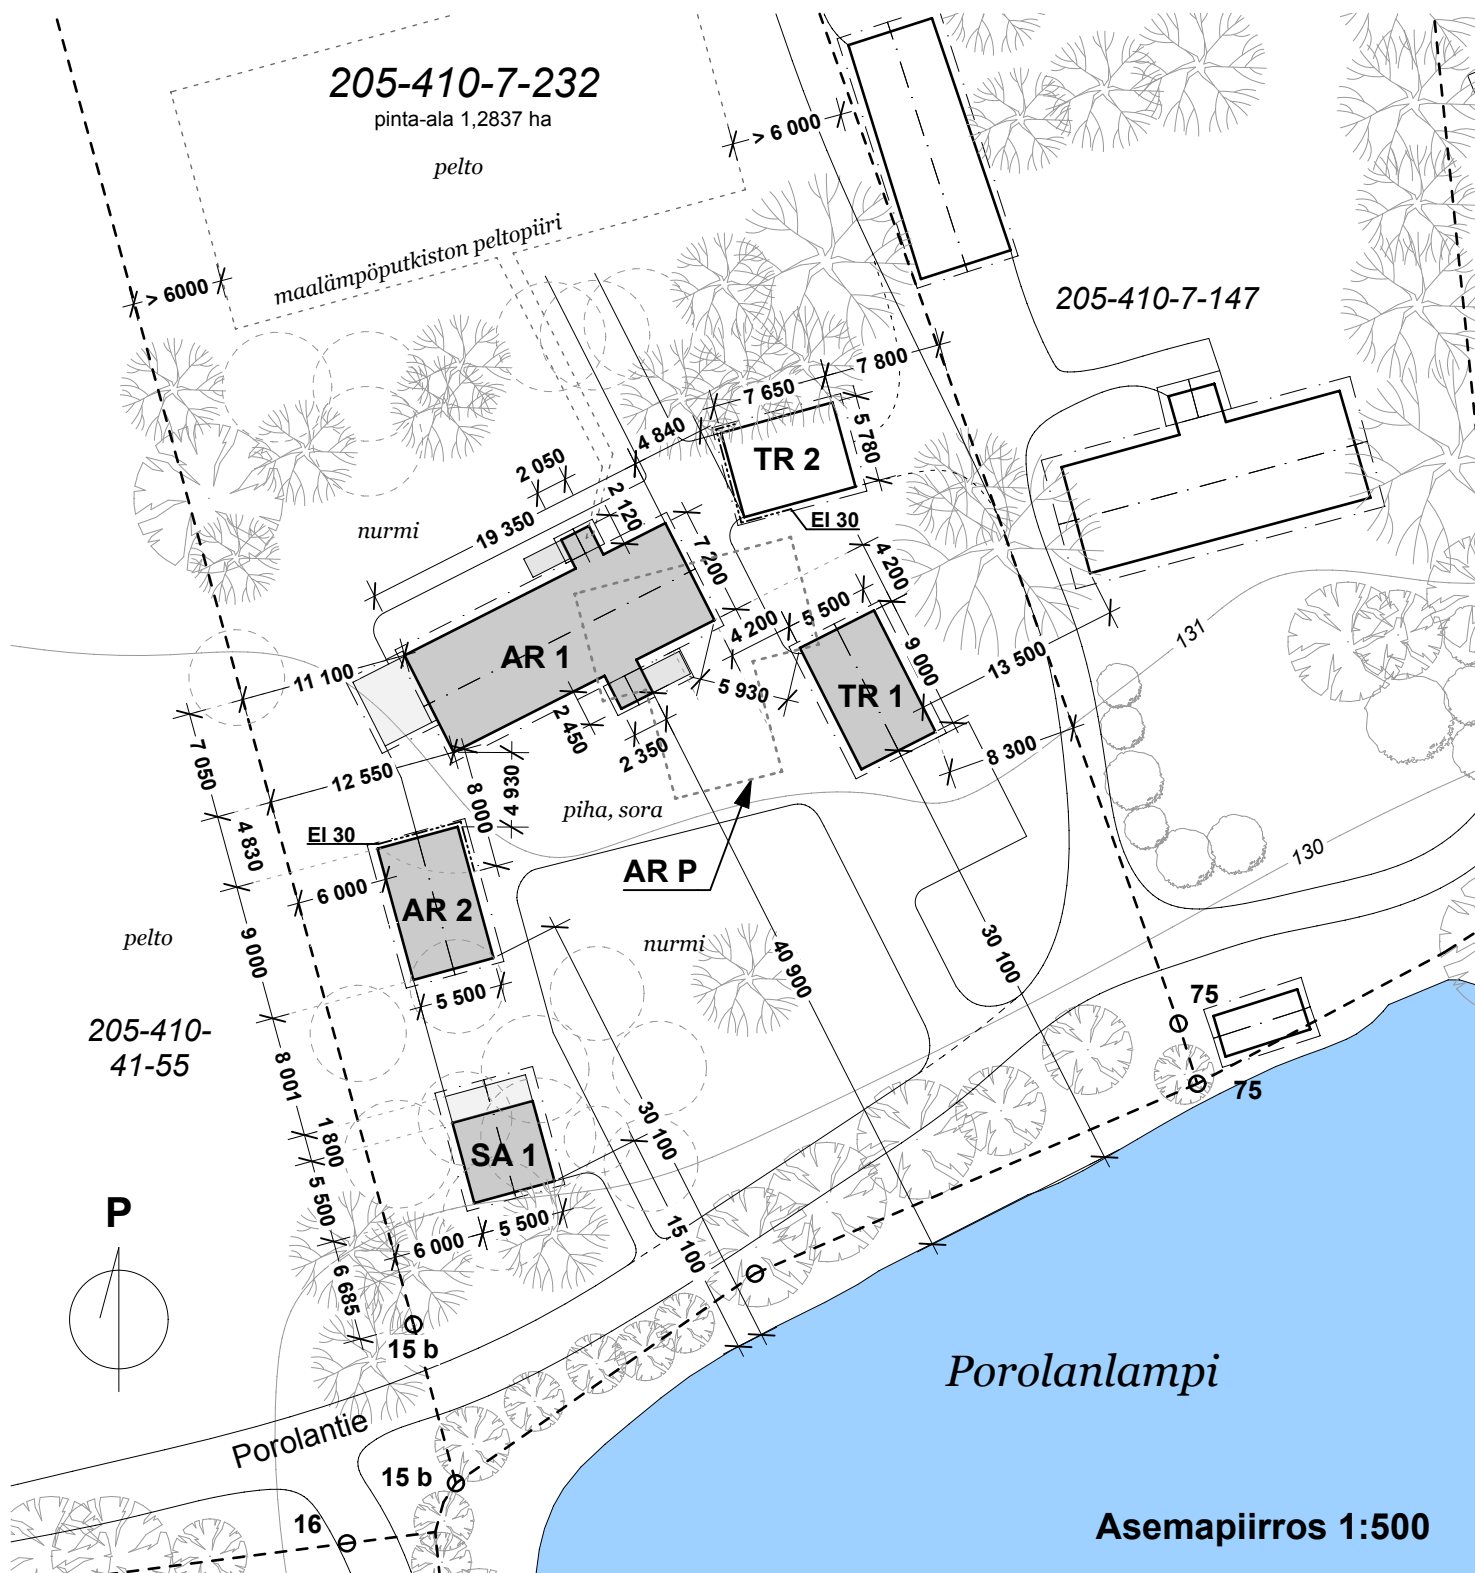 205-410-7-232
pinta-ala 1,2837 ha
pelto
> 6 000
maalämpöputkiston peltopiiri
> 6000
205-410-7-147
7 800
7 650
4 840
5 780
TR 2
EI 30
2 050
2 120
19 350
nurmi
7 200
4 200
5 500
4 200
9 000
13 500
131
AR 1
11 100
5 930
TR 1
2 450
2 350
8 300
7 050
12 550
8 000
4 930
piha, sora
EI 30
4 830
6 000
AR P
130
AR 2
pelto
9 000
nurmi
40 900
30 100
5 500
75
205-410-
41-55
8 001
75
30 100
1 800
SA 1
5 500
P
5 500
6 000
15 100
6 685
15 b
Porolanlampi
Porolantie
15 b
16
Asemapiirros 1:500